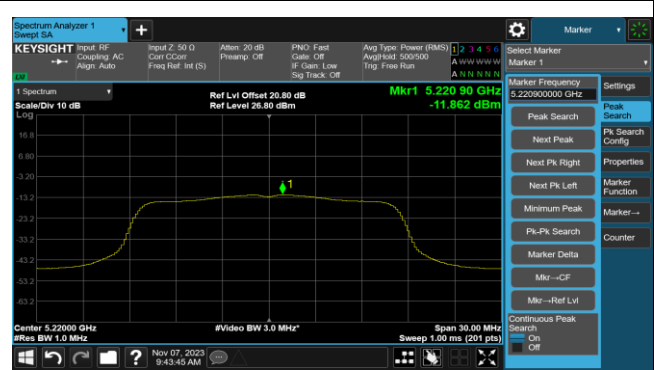 Spectrum Analyzer 1
Swept SA
Marker
KEYSIGHT
Input: RF
Coupling: AC
Align: Auto
Input Z: 50 Ω
Corr CCorr
Freq Ref: Int (S)
Atten: 20 dB
Preamp: Off
PNO: Fast
Gate: Off
IF Gain: Low
Sig Track: Off
Avg Type: Power (RMS)
Avg|Hold: 500/500
Trig: Free Run
1 2 3 4 5 6
A W W W W W
A N N N N N
LXI
Select Marker
Marker 1
1 Spectrum
Scale/Div 10 dB
Log
Ref Lvl Offset 20.80 dB
Ref Level 26.80 dBm
Mkr1 5.220 90 GHz
-11.862 dBm
16.8
6.80
-3.20
-13.2
-23.2
-33.2
-43.2
-53.2
-63.2
1
Center 5.22000 GHz
#Res BW 1.0 MHz
#Video BW 3.0 MHz*
Span 30.00 MHz
Sweep 1.00 ms (201 pts)
Marker Frequency
5.220900000 GHz
Peak Search
Next Peak
Next Pk Right
Next Pk Left
Minimum Peak
Pk-Pk Search
Marker Delta
Mkr→CF
Mkr→Ref Lvl
Continuous Peak
Search
On
Off
Settings
Peak
Search
Pk Search
Config
Properties
Marker
Function
Marker→
Counter
?
Nov 07, 2023
9:43:45 AM